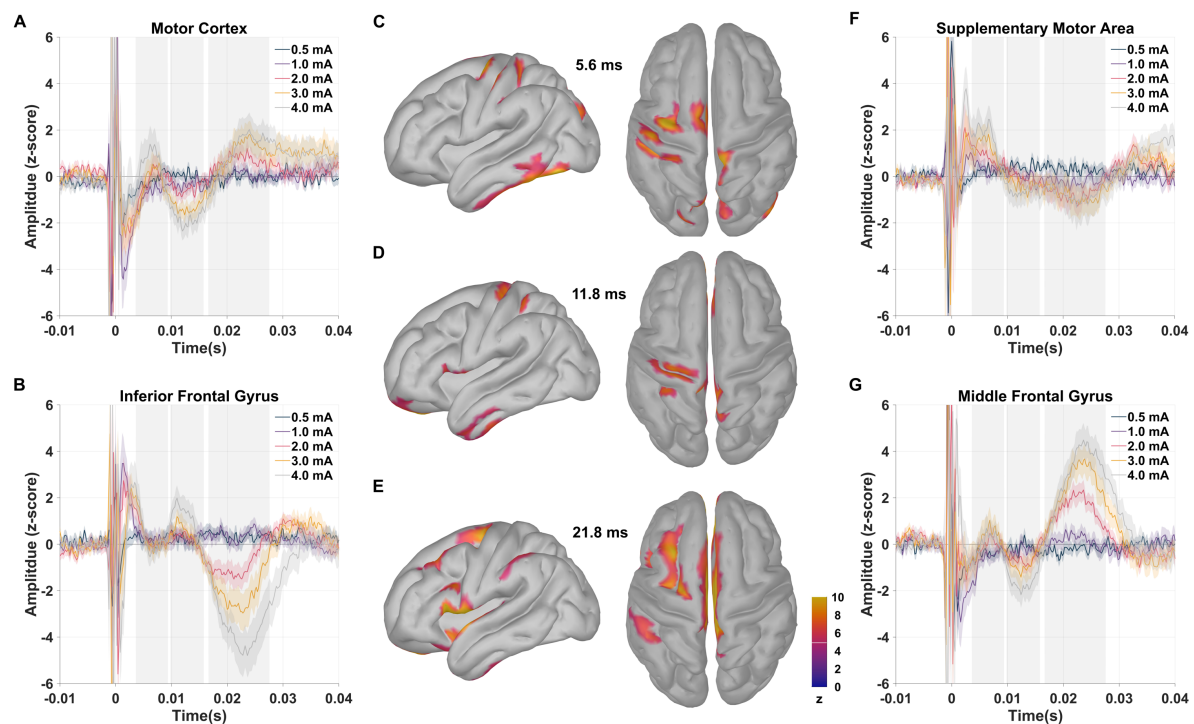 A
Motor Cortex
6
4
2
0
-2
-4
-6
Amplitdue (z-score)
0.5 mA
1.0 mA
2.0 mA
3.0 mA
4.0 mA
-0.01
0
0.01
0.02
0.03
0.04
Time(s)
B
Inferior Frontal Gyrus
6
4
2
0
-2
-4
-6
Amplitdue (z-score)
0.5 mA
1.0 mA
2.0 mA
3.0 mA
4.0 mA
-0.01
0
0.01
0.02
0.03
0.04
Time(s)
C
5.6 ms
D
11.8 ms
E
21.8 ms
10
8
6
4
2
0
z
F
Supplementary Motor Area
6
4
2
0
-2
-4
-6
Amplitdue (z-score)
0.5 mA
1.0 mA
2.0 mA
3.0 mA
4.0 mA
-0.01
0
0.01
0.02
0.03
0.04
Time(s)
G
Middle Frontal Gyrus
6
4
2
0
-2
-4
-6
Amplitdue (z-score)
0.5 mA
1.0 mA
2.0 mA
3.0 mA
4.0 mA
-0.01
0
0.01
0.02
0.03
0.04
Time(s)